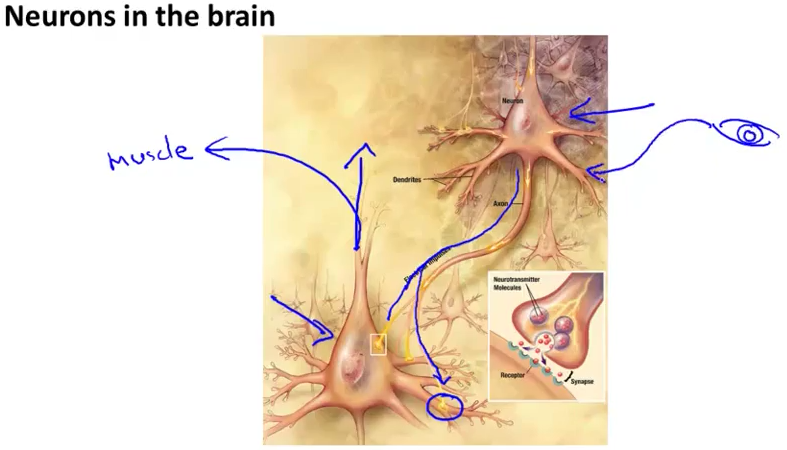 Neurons in the brain
Neuron
muscle
Dendrites
Axon
Neurotransmitter
Molecules
Receptor
Synapse